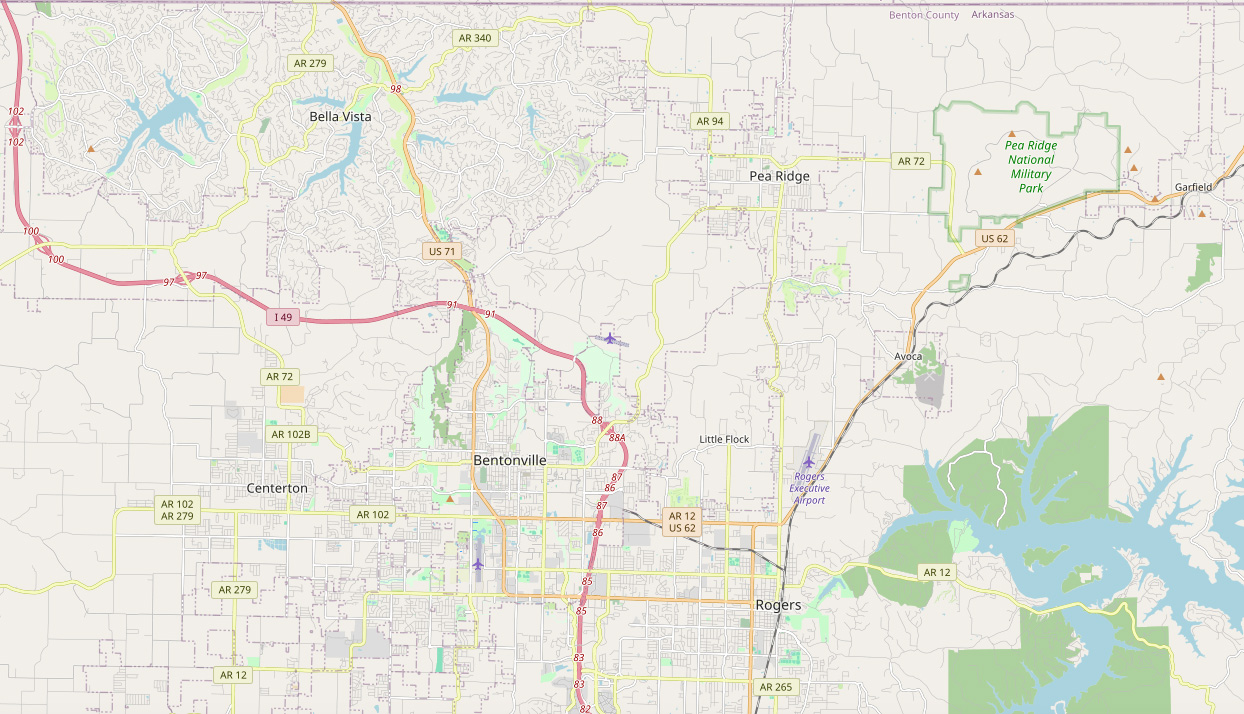 Benton County Arkansas
AR 340
AR 279
98
102
Bella Vista
AR 94
102
Pea Ridge
National
Military
Park
AR 72
Pea Ridge
Garfield
100
US 62
US 71
100
97
97
91
91
I 49
Avoca
AR 72
88
AR 102B
88A
Little Flock
Bentonville
87
Rogers
Executive
Airport
86
Centerton
87
AR 102
AR 279
AR 102
AR 12
US 62
86
AR 12
85
AR 279
Rogers
85
83
AR 12
83
AR 265
82